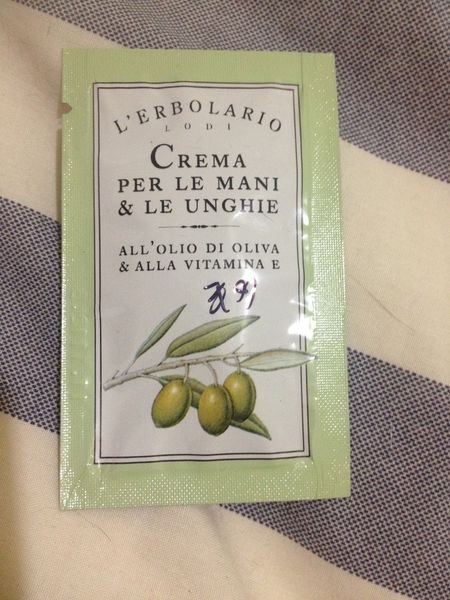 L'ERBOLARIO
LODI
CREMA
PER LE MANI
& LE UNGHIE
ALL'OLIO DI OLIVA
& ALLA VITAMINA E